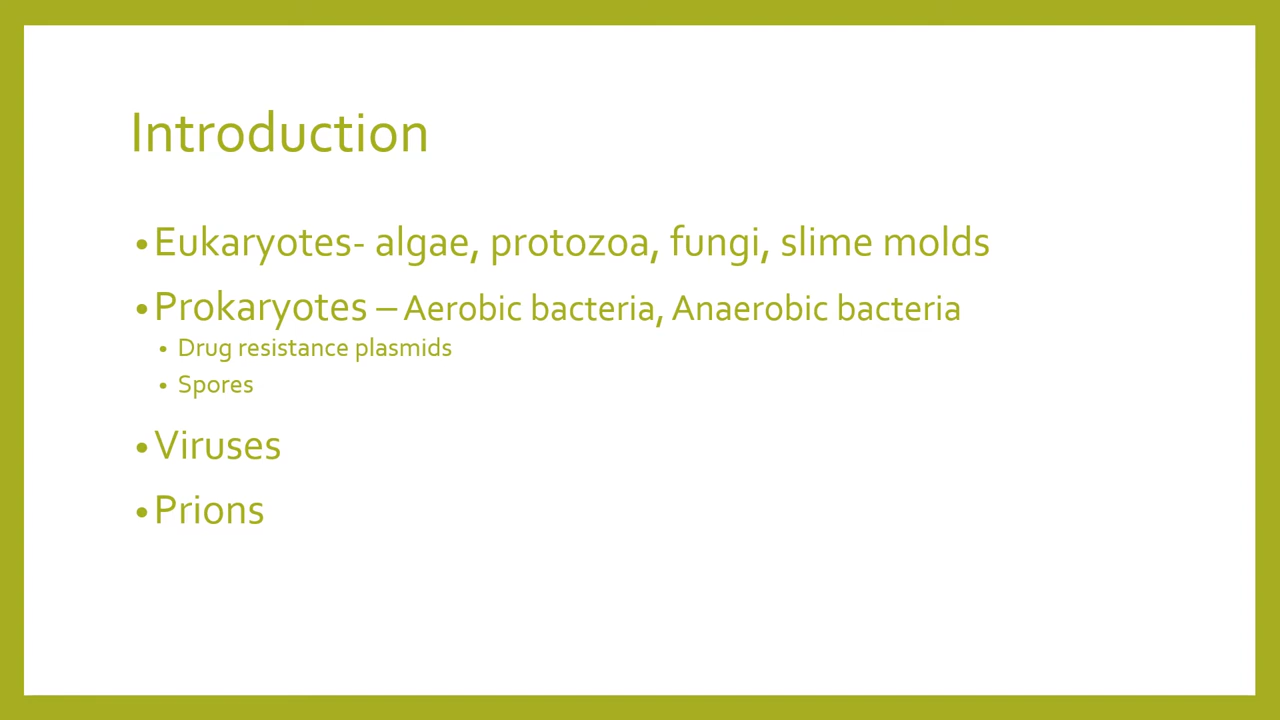 Introduction
•Eukaryotes- algae, protozoa, fungi, slime molds
•Prokaryotes – Aerobic bacteria, Anaerobic bacteria
• Drug resistance plasmids
• Spores
•Viruses
•Prions